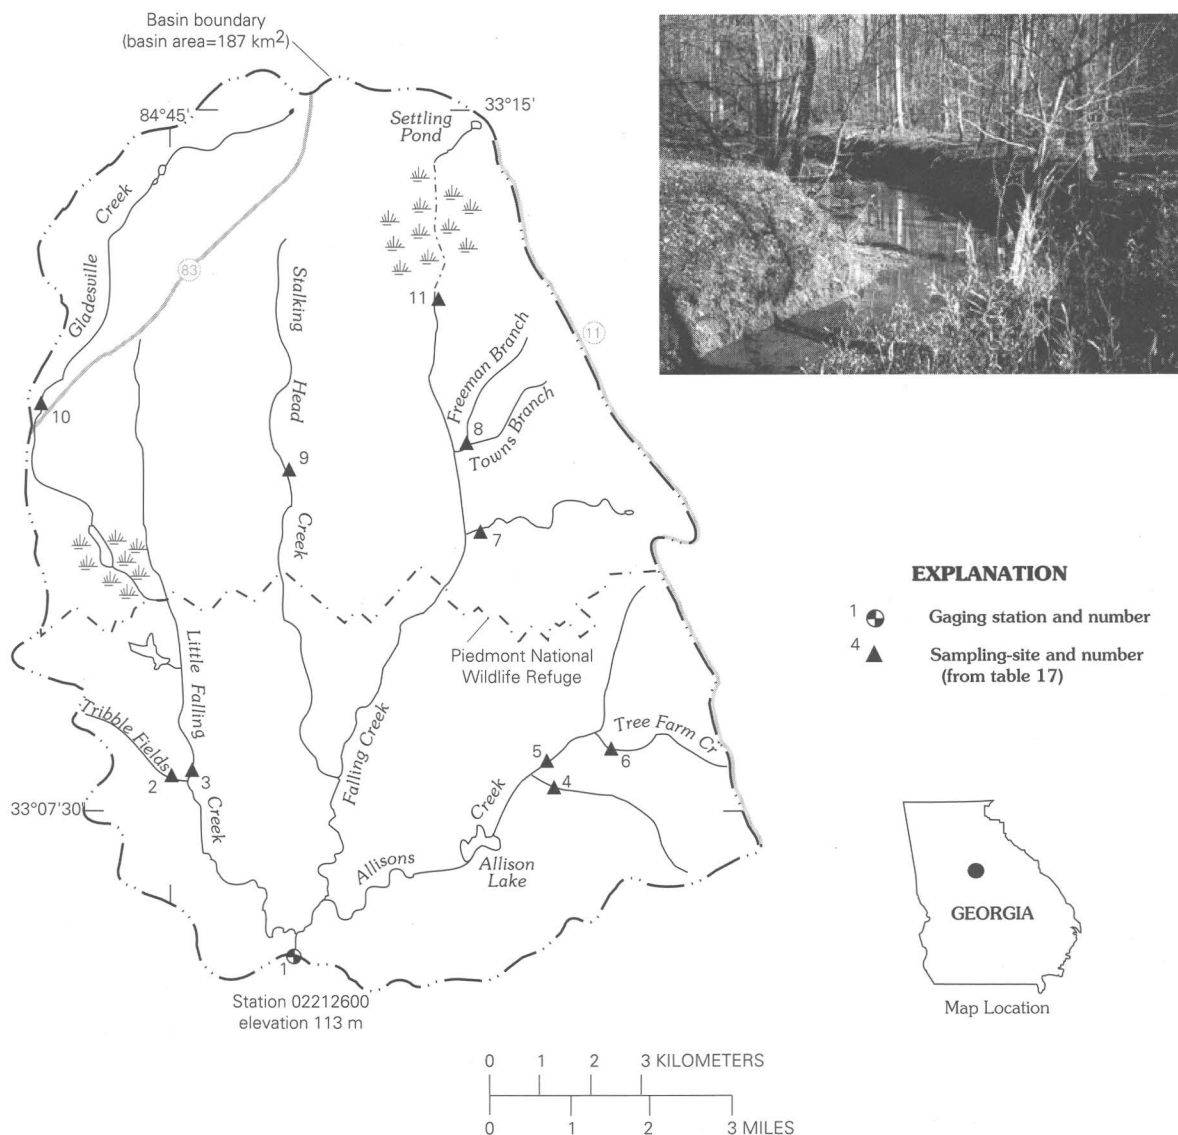 Basin boundary
(basin area=187 km2)
84°45'
33°15'
Settling
Pond
Gladesville
Creek
83
Stalking
Head
Creek
11
11
Freeman Branch
8
Towns Branch
10
9
7
Piedmont National
Wildlife Refuge
Little Falling
Creek
Tribble Fields
2
3
Falling Creek
5
6
Tree Farm Cr
4
33°07'30"
Allisons
Creek
Allison
Lake
1
Station 02212600
elevation 113 m
EXPLANATION
1 Gaging station and number
4 Sampling-site and number
(from table 17)
GEORGIA
Map Location
0 1 2 3 KILOMETERS
0 1 2 3 MILES